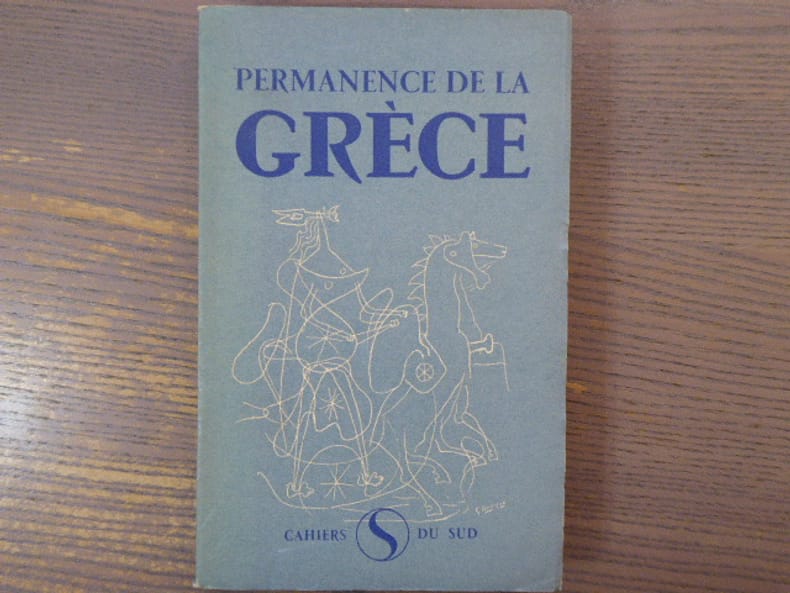 PERMANENCE DE LA
GRÈCE
CAHIERS S DU SUD